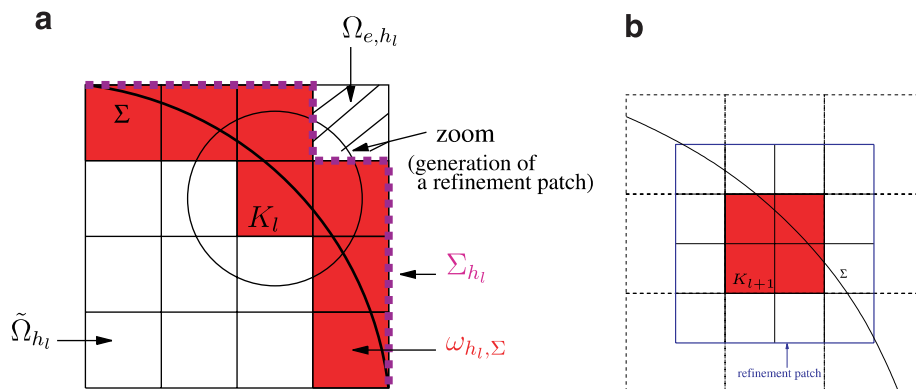 a
Ω_{e,h_l}
Σ
zoom
(generation of
a refinement patch)
K_l
Σ_{h_l}
Ω̃_{h_l}
ω_{h_l,Σ}
b
K_{l+1}
Σ
refinement patch